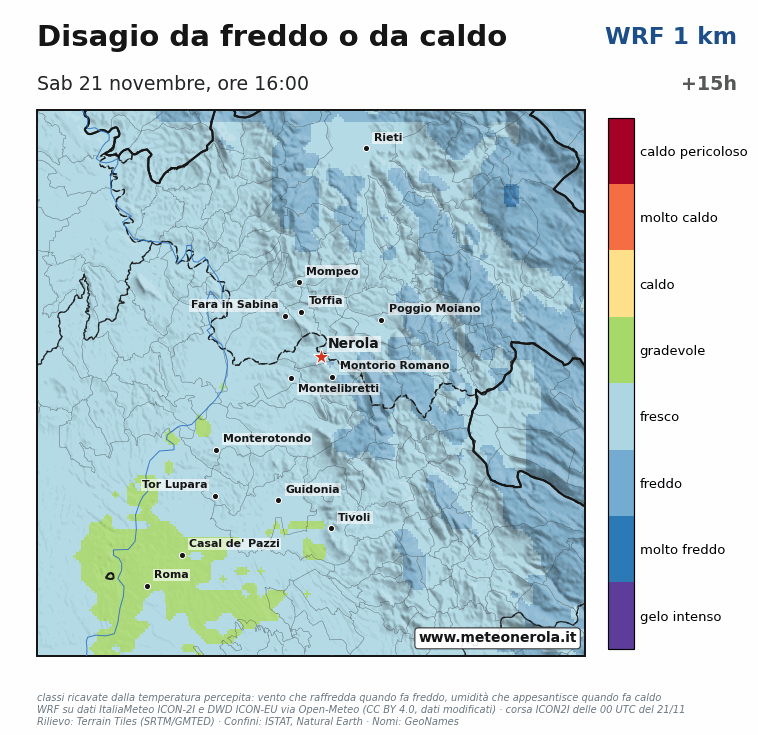 Disagio da freddo o da caldo
WRF 1 km
Sab 21 novembre, ore 16:00
+15h
Rieti
Mompeo
Toffia
Fara in Sabina
Poggio Moiano
Nerola
Montorio Romano
Montelibretti
Monterotondo
Tor Lupara
Guidonia
Tivoli
Casal de' Pazzi
Roma
www.meteonerola.it
caldo pericoloso
molto caldo
caldo
gradevole
fresco
freddo
molto freddo
gelo intenso
classi ricavate dalla temperatura percepita: vento che raffredda quando fa freddo, umidità che appesantisce quando fa caldo
WRF su dati ItaliaMeteo ICON-2I e DWD ICON-EU via Open-Meteo (CC BY 4.0, dati modificati) · corsa ICON2I delle 00 UTC del 21/11
Rilievo: Terrain Tiles (SRTM/GMTED) · Confini: ISTAT, Natural Earth · Nomi: GeoNames